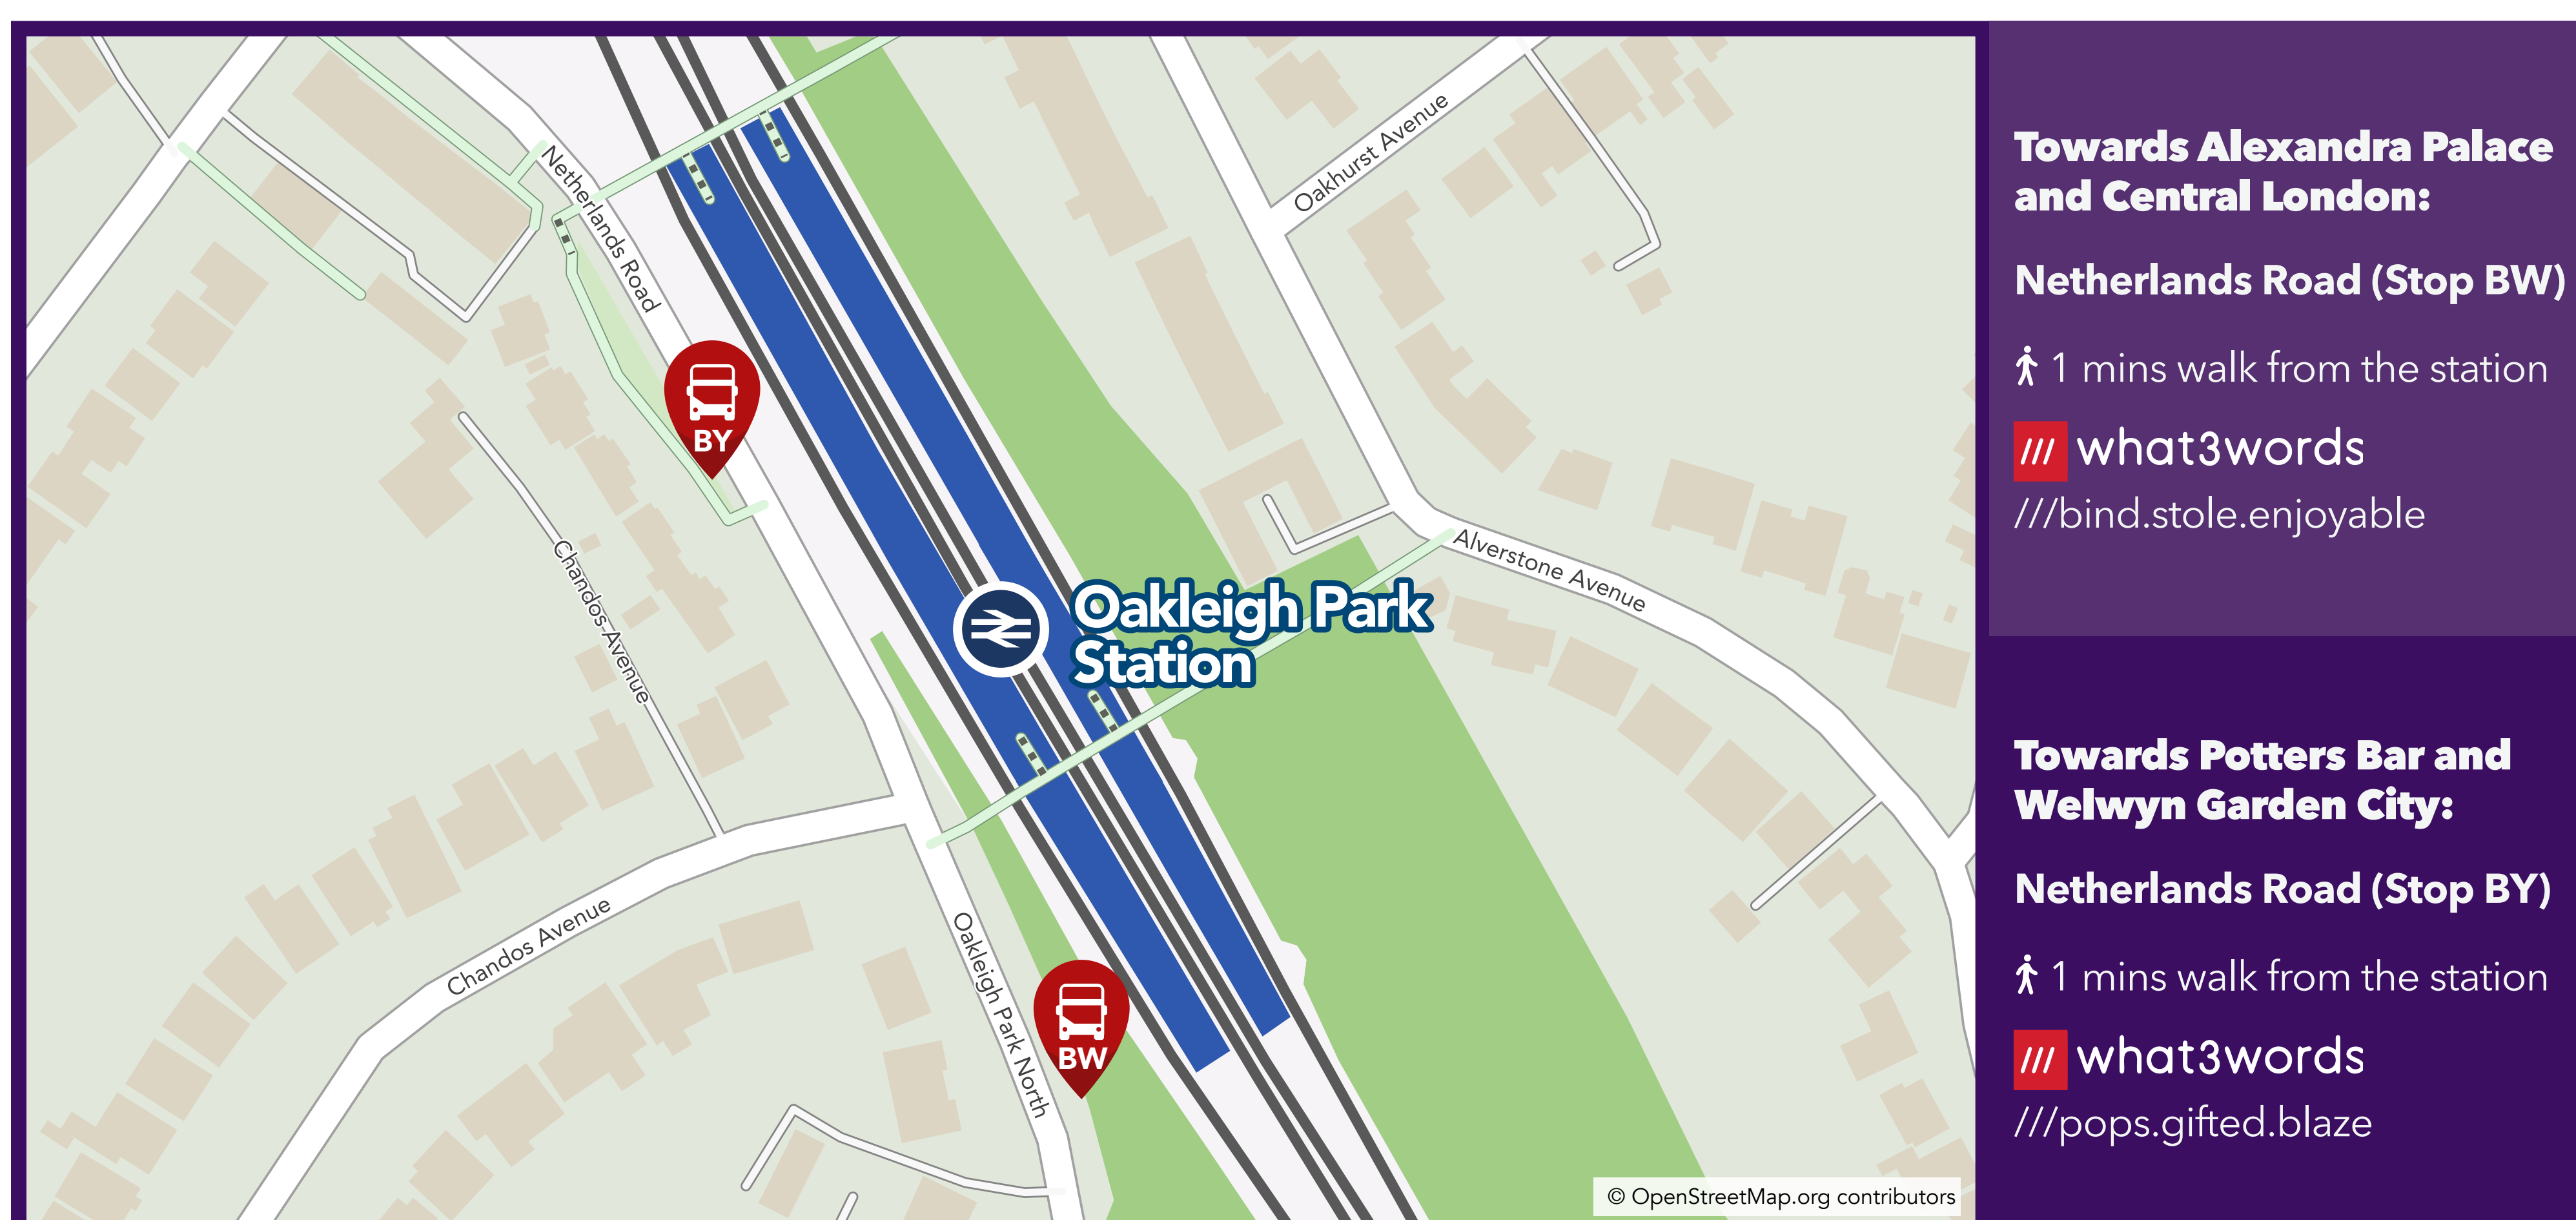 Netherlands Road
Oakhurst Avenue
BY
Chandos Avenue
Alverstone Avenue
Oakleigh Park
Station
Chandos Avenue
Oakleigh Park North
BW
© OpenStreetMap.org contributors
Towards Alexandra Palace
and Central London:
Netherlands Road (Stop BW)
1 mins walk from the station
/// what3words
///bind.stole.enjoyable
Towards Potters Bar and
Welwyn Garden City:
Netherlands Road (Stop BY)
1 mins walk from the station
/// what3words
///pops.gifted.blaze